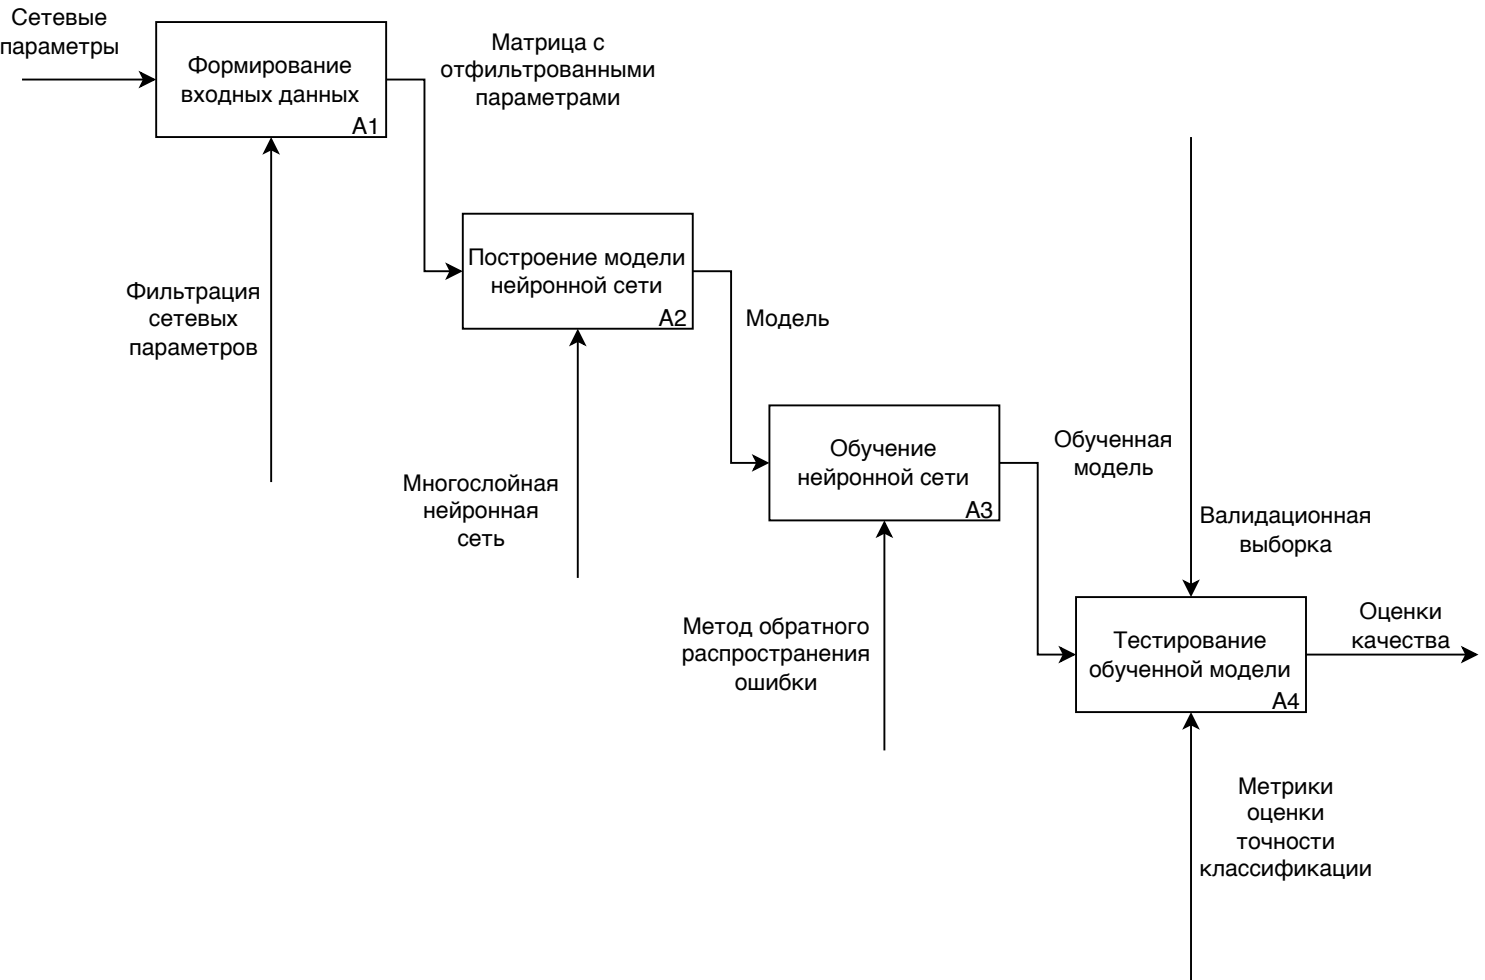 Сетевые
параметры
Формирование
входных данных
A1
Матрица с
отфильтрованными
параметрами
Фильтрация
сетевых
параметров
Построение модели
нейронной сети
A2
Модель
Многослойная
нейронная
сеть
Обучение
нейронной сети
A3
Обученная
модель
Метод обратного
распространения
ошибки
Валидационная
выборка
Тестирование
обученной модели
A4
Оценки
качества
Метрики
оценки
точности
классификации